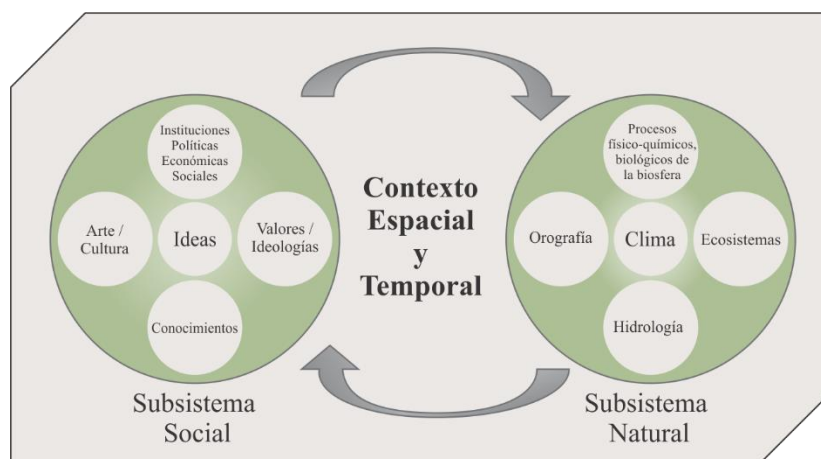 Instituciones
Políticas
Económicas
Sociales
Arte /
Cultura
Ideas
Valores /
Ideologías
Conocimientos
Subsistema
Social
Contexto
Espacial
y
Temporal
Procesos
físico-químicos,
biológicos de
la biosfera
Orografía
Clima
Ecosistemas
Hidrología
Subsistema
Natural